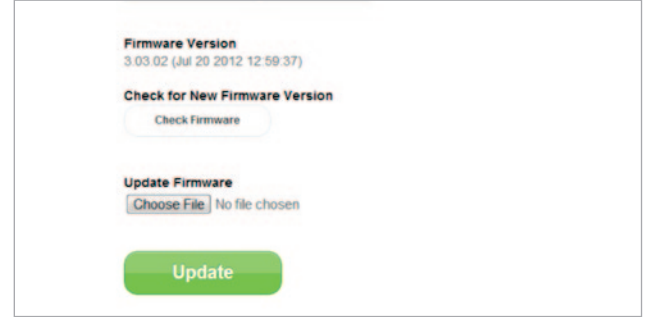 Firmware Version
3.03.02 (Jul 20 2012 12:59:37)
Check for New Firmware Version
Check Firmware
Update Firmware
Choose File No file chosen
Update